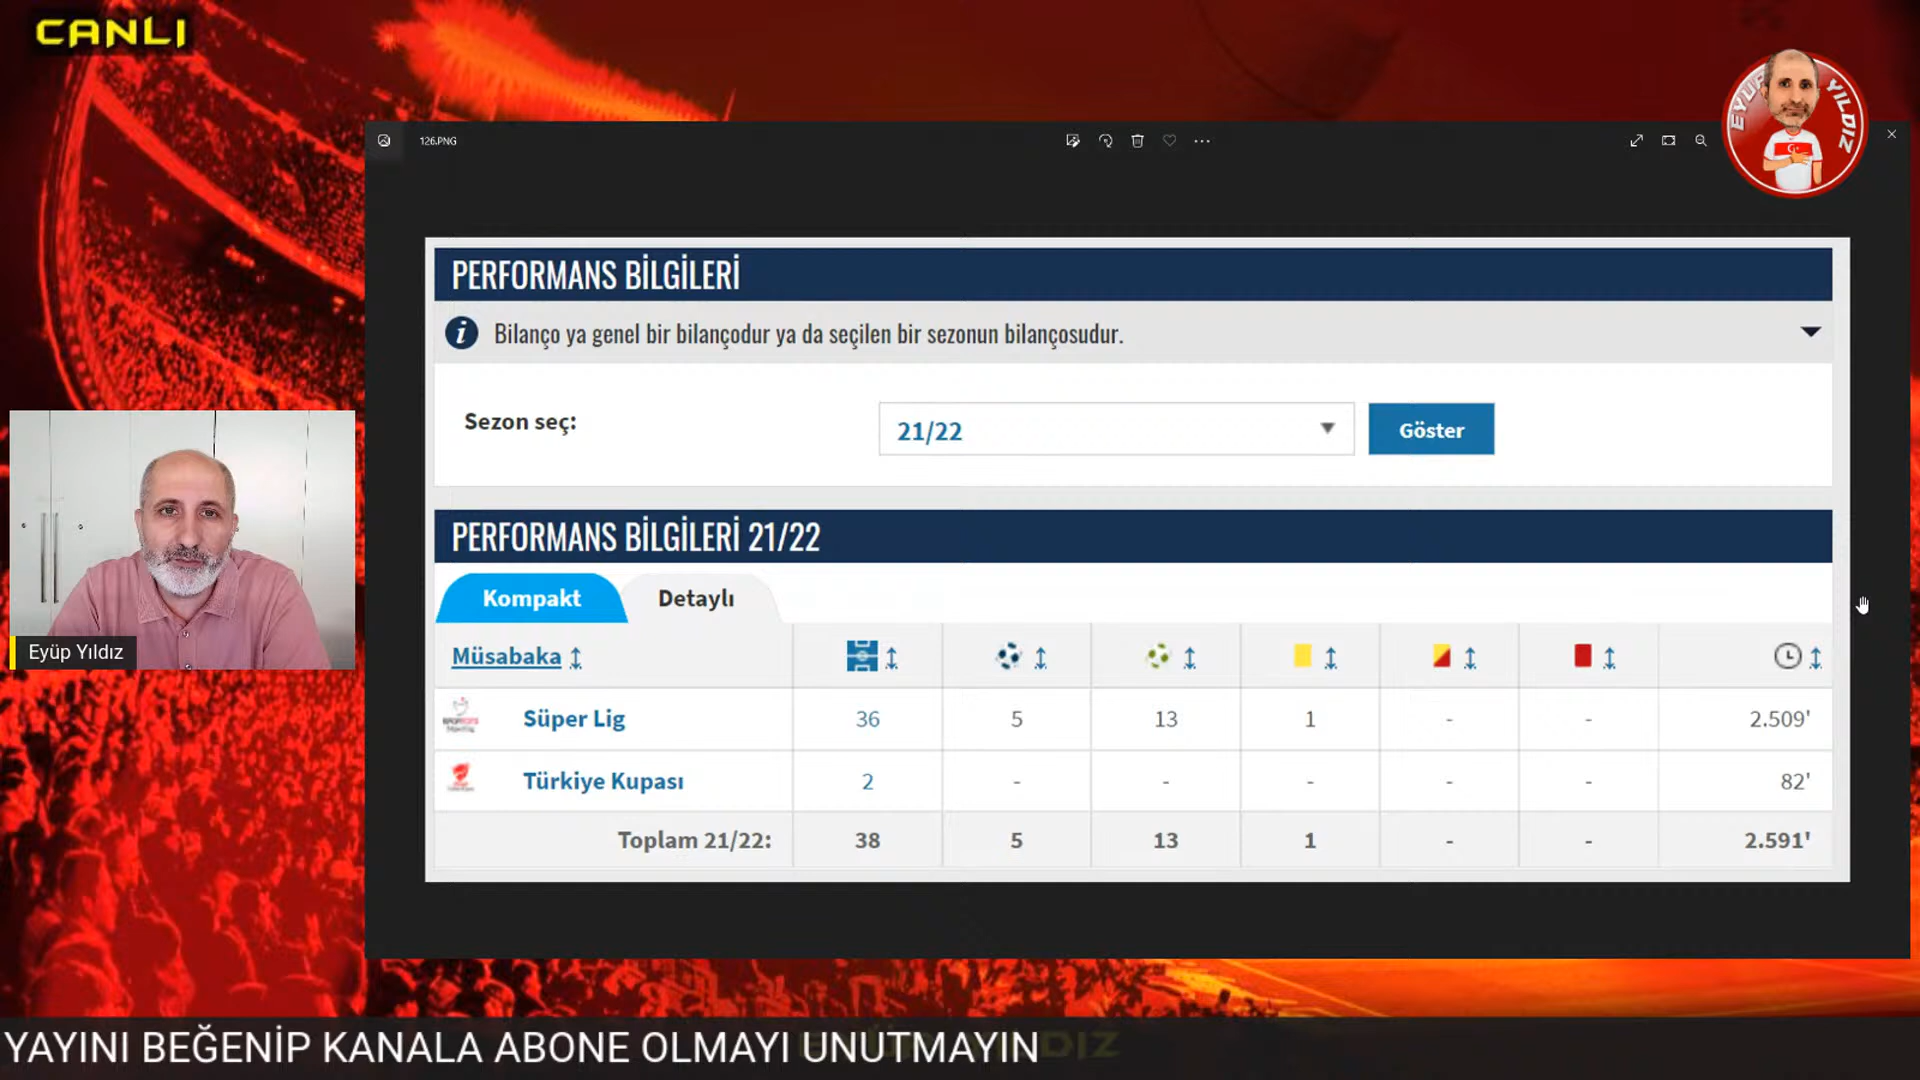 CANLI
126.PNG
EYÜP YILDIZ
PERFORMANS BİLGİLERİ
Bilanço ya genel bir bilançodur ya da seçilen bir sezonun bilançosudur.
Sezon seç:
21/22
Göster
PERFORMANS BİLGİLERİ 21/22
Kompakt
Detaylı
Müsabaka
Süper Lig 36 5 13 1 - - 2.509'
Türkiye Kupası 2 - - - - - 82'
Toplam 21/22: 38 5 13 1 - - 2.591'
Eyüp Yıldız
YAYINI BEĞENİP KANALA ABONE OLMAYI UNUTMAYIN